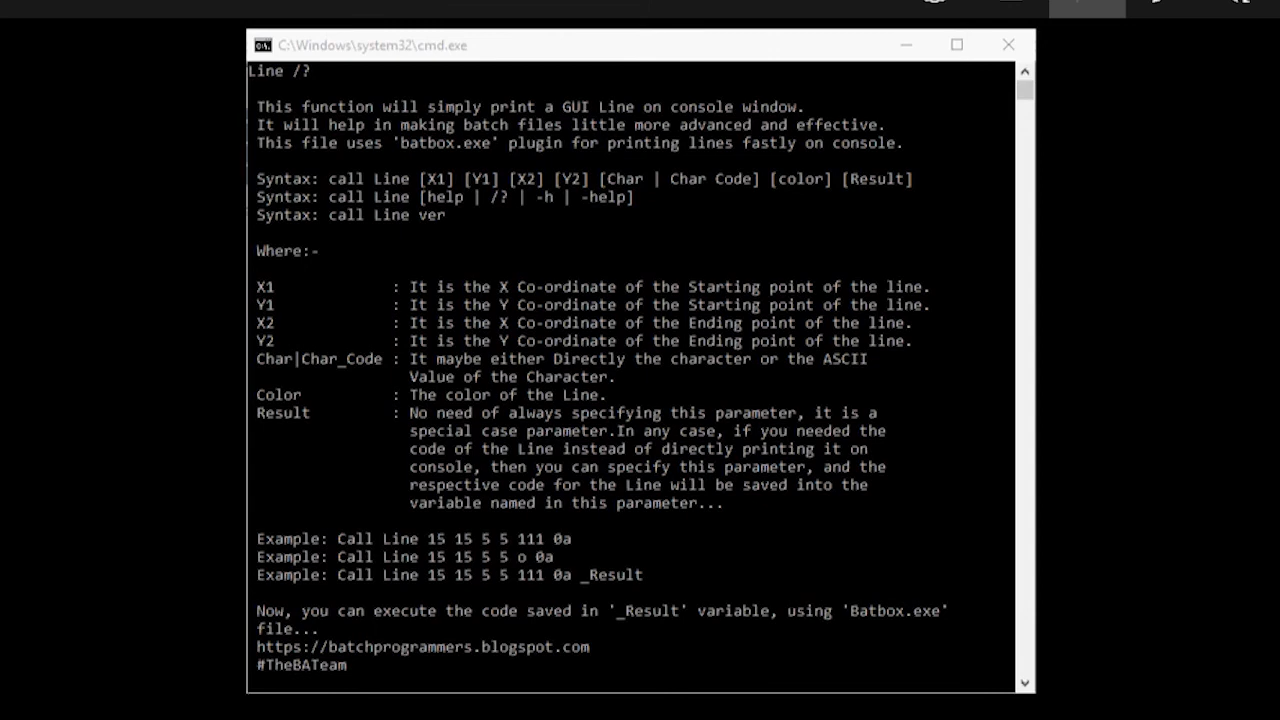 C:\Windows\system32\cmd.exe
Line /?
This function will simply print a GUI Line on console window.
It will help in making batch files little more advanced and effective.
This file uses 'batbox.exe' plugin for printing lines fastly on console.
Syntax: call Line [X1] [Y1] [X2] [Y2] [Char | Char Code] [color] [Result]
Syntax: call Line [help | /? | -h | -help]
Syntax: call Line ver
Where:-
X1 : It is the X Co-ordinate of the Starting point of the line.
Y1 : It is the Y Co-ordinate of the Starting point of the line.
X2 : It is the X Co-ordinate of the Ending point of the line.
Y2 : It is the Y Co-ordinate of the Ending point of the line.
Char|Char_Code : It maybe either Directly the character or the ASCII
Value of the Character.
Color : The color of the Line.
Result : No need of always specifying this parameter, it is a
special case parameter.In any case, if you needed the
code of the Line instead of directly printing it on
console, then you can specify this parameter, and the
respective code for the Line will be saved into the
variable named in this parameter...
Example: Call Line 15 15 5 5 111 0a
Example: Call Line 15 15 5 5 o 0a
Example: Call Line 15 15 5 5 111 0a _Result
Now, you can execute the code saved in '_Result' variable, using 'Batbox.exe'
file...
https://batchprogrammers.blogspot.com
#TheBATeam